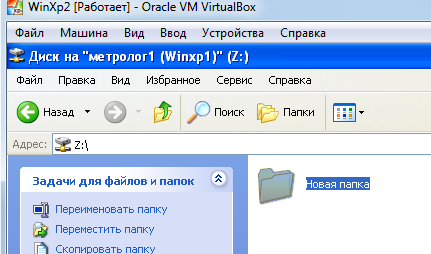 WinXp2 [Работает] - Oracle VM VirtualBox
Файл Машина Вид Ввод Устройства Справка
Диск на "метролог1 (Winxp1)" (Z:)
Файл Правка Вид Избранное Сервис Справка
Назад Поиск Папки
Адрес: Z:\
Задачи для файлов и папок
Новая папка
Переименовать папку
Переместить папку
Скопировать папку